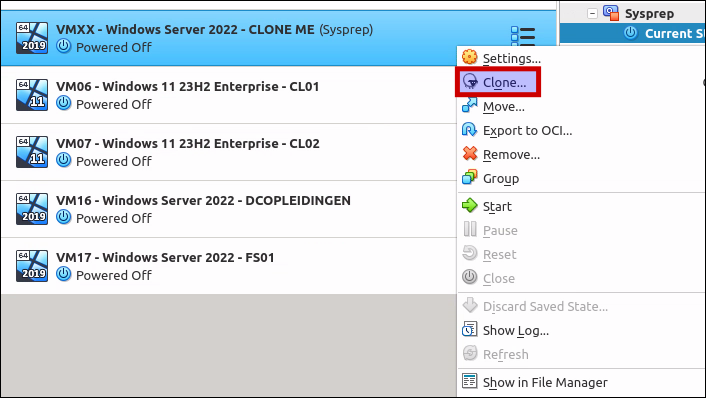 64
2019
VMXX - Windows Server 2022 - CLONE ME (Sysprep)
Powered Off
64
11
VM06 - Windows 11 23H2 Enterprise - CL01
Powered Off
64
11
VM07 - Windows 11 23H2 Enterprise - CL02
Powered Off
64
2019
VM16 - Windows Server 2022 - DCOPLEIDINGEN
Powered Off
64
2019
VM17 - Windows Server 2022 - FS01
Powered Off
Sysprep
Current St
Settings...
Clone...
Move...
Export to OCI...
Remove...
Group
Start
Pause
Reset
Close
Discard Saved State...
Show Log...
Refresh
Show in File Manager